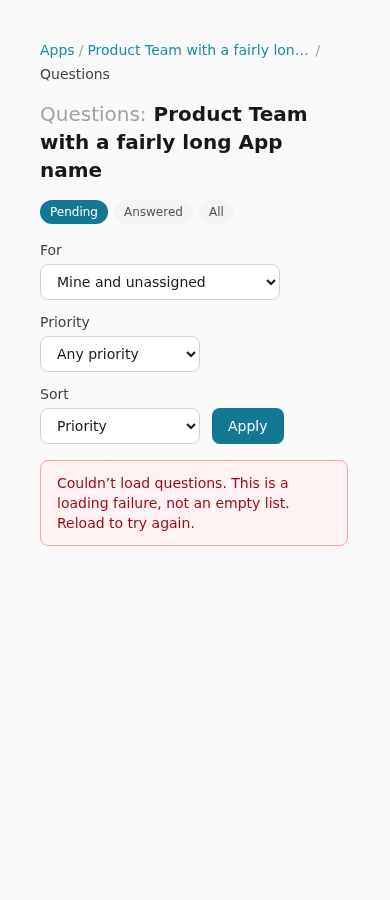 Apps / Product Team with a fairly lon… /
Questions
Questions: Product Team
with a fairly long App
name
Pending Answered All
For
Mine and unassigned
Priority
Any priority
Sort
Priority Apply
Couldn’t load questions. This is a
loading failure, not an empty list.
Reload to try again.